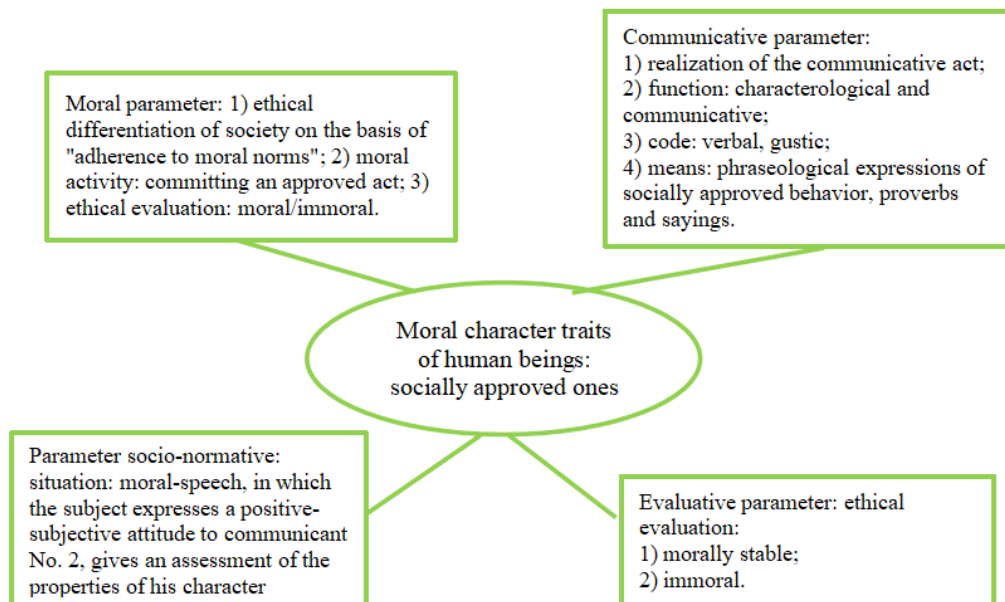 Moral parameter: 1) ethical
differentiation of society on the basis of
"adherence to moral norms"; 2) moral
activity: committing an approved act; 3)
ethical evaluation: moral/immoral.
Communicative parameter:
1) realization of the communicative act;
2) function: characterological and
communicative;
3) code: verbal, gustic;
4) means: phraseological expressions of
socially approved behavior, proverbs
and sayings.
Moral character traits
of human beings:
socially approved ones
Parameter socio-normative:
situation: moral-speech, in which
the subject expresses a positive-
subjective attitude to communicant
No. 2, gives an assessment of the
properties of his character
Evaluative parameter: ethical
evaluation:
1) morally stable;
2) immoral.